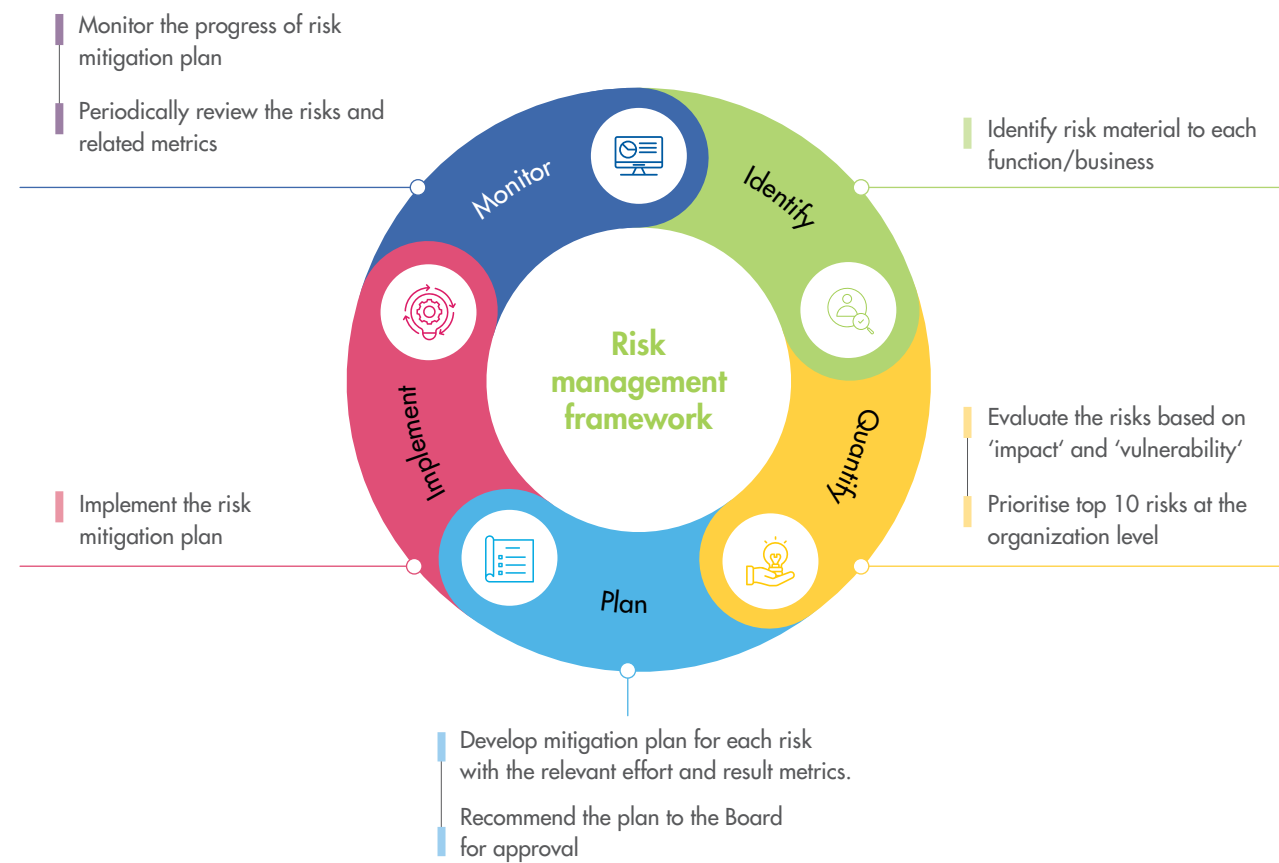 Monitor the progress of risk
mitigation plan
Periodically review the risks and
related metrics
Identify risk material to each
function/business
Monitor
Identify
Risk
management
framework
Implement
Quantify
Evaluate the risks based on
‘impact‘ and ‘vulnerability‘
Prioritise top 10 risks at the
organization level
Implement the risk
mitigation plan
Plan
Develop mitigation plan for each risk
with the relevant effort and result metrics.
Recommend the plan to the Board
for approval